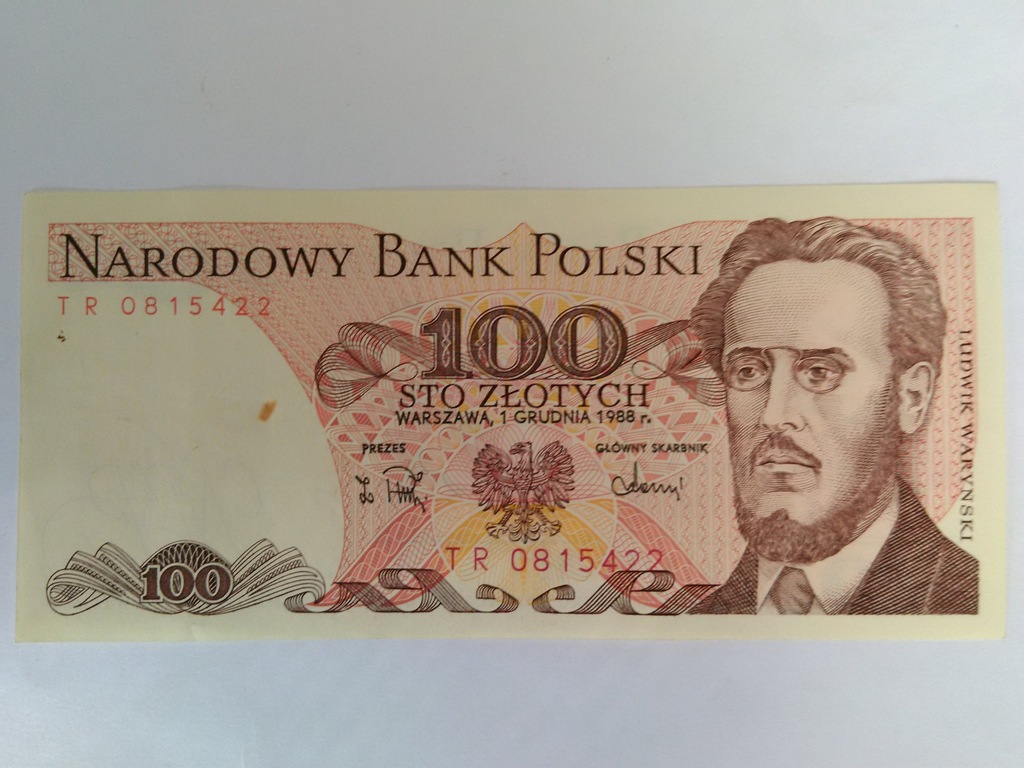 NARODOWY BANK POLSKI
TR 0815422
100
STO ZŁOTYCH
WARSZAWA, 1 GRUDNIA 1988 r.
PREZES
GŁÓWNY SKARBNIK
TR 0815422
100
LUDWIK WARYŃSKI